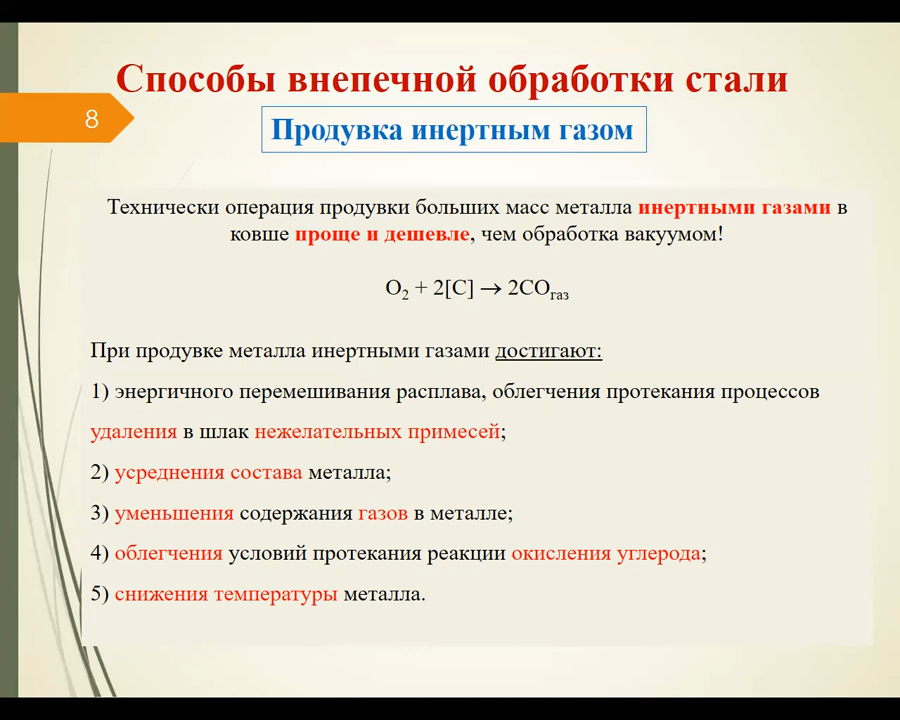 Способы внепечной обработки стали
8
Продувка инертным газом
Технически операция продувки больших масс металла инертными газами в
ковше проще и дешевле, чем обработка вакуумом!
O₂ + 2[C] → 2CO газ
При продувке металла инертными газами достигают:
1) энергичного перемешивания расплава, облегчения протекания процессов
удаления в шлак нежелательных примесей;
2) усреднения состава металла;
3) уменьшения содержания газов в металле;
4) облегчения условий протекания реакции окисления углерода;
5) снижения температуры металла.